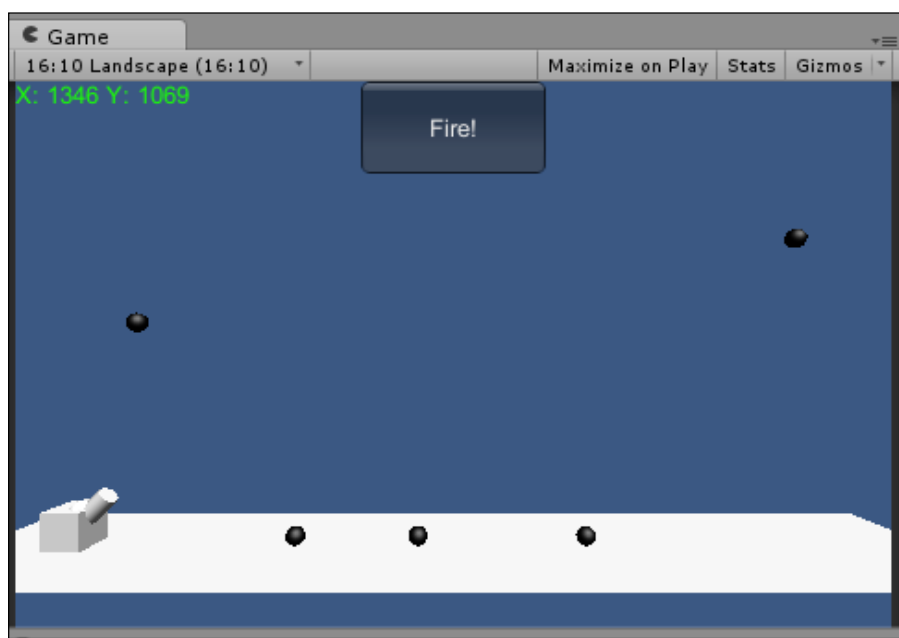 Game
16:10 Landscape (16:10)
Maximize on Play
Stats
Gizmos
X: 1346 Y: 1069
Fire!